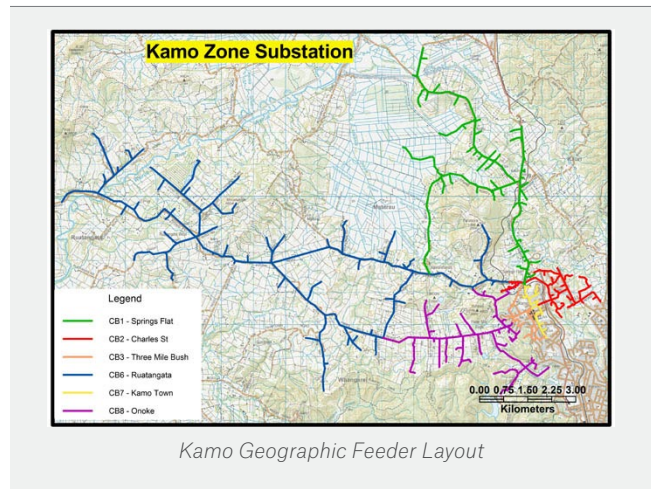 Kamo Zone Substation
Legend
CB1 - Springs Flat
CB2 - Charles St
CB3 - Three Mile Bush
CB6 - Ruatangata
CB7 - Kamo Town
CB8 - Onoke
0.00 0.75 1.50 2.25 3.00
Kilometers
Kamo Geographic Feeder Layout